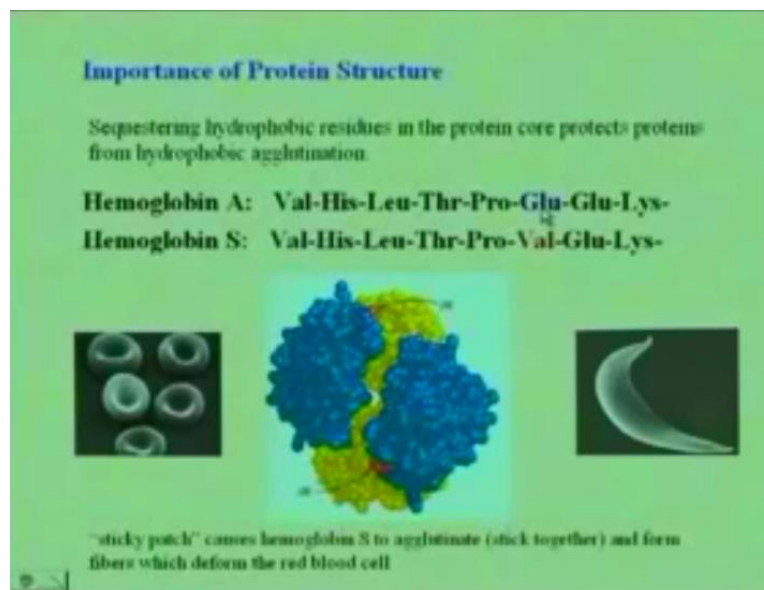 Importance of Protein Structure
Sequestering hydrophobic residues in the protein core protects proteins
from hydrophobic agglutination.
Hemoglobin A: Val-His-Leu-Thr-Pro-Glu-Glu-Lys-
Hemoglobin S: Val-His-Leu-Thr-Pro-Val-Glu-Lys-
"sticky patch" causes hemoglobin S to agglutinate (stick together) and form
fibers which deform the red blood cell